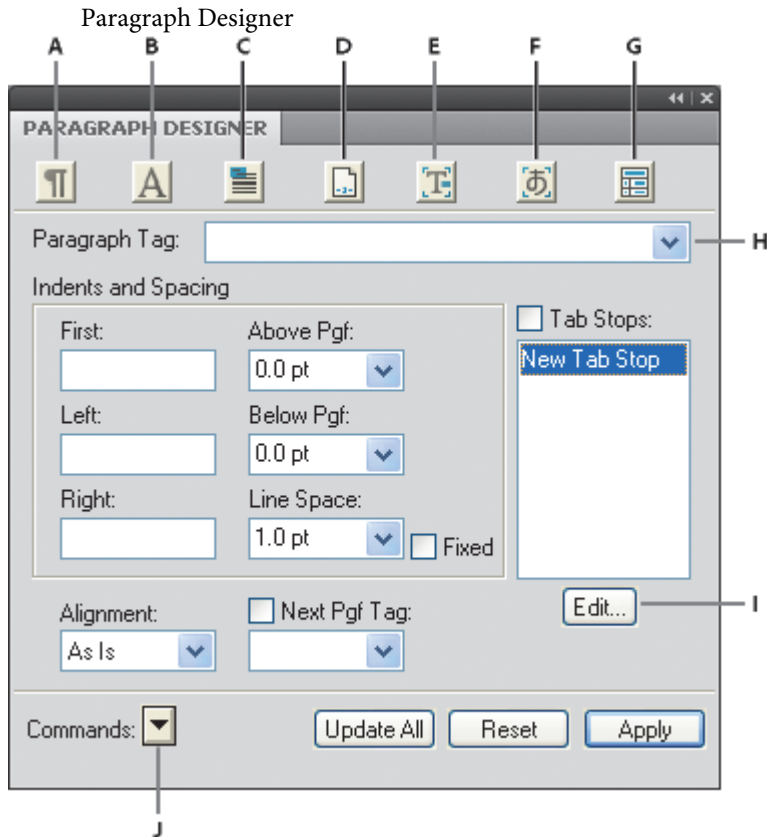 Paragraph Designer
A B C D E F G
PARAGRAPH DESIGNER
¶ A T あ
Paragraph Tag: H
Indents and Spacing
First: Above Pgf: Tab Stops:
0.0 pt New Tab Stop
Left: Below Pgf:
0.0 pt
Right: Line Space:
1.0 pt Fixed
Alignment: Next Pgf Tag: Edit... I
As Is
Commands: Update All Reset Apply
J